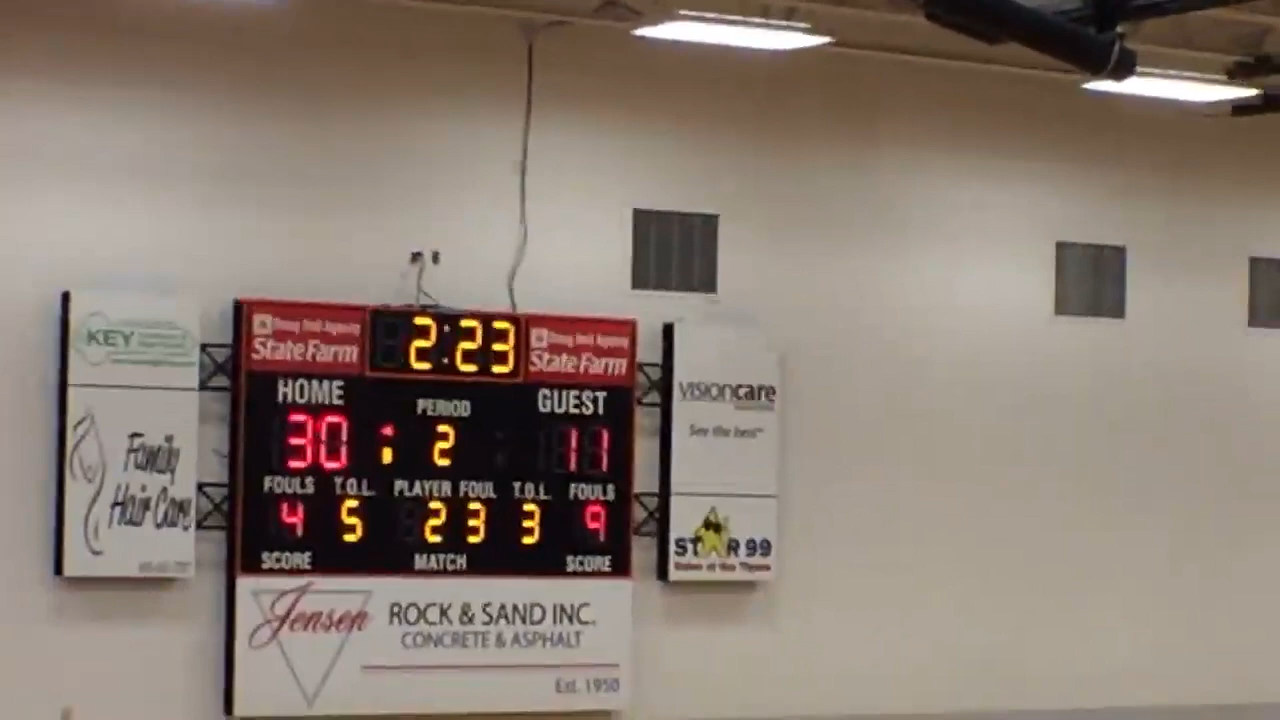 KEY
Family
Hair Care
State Farm
2:23
State Farm
HOME
PERIOD
GUEST
30
2
11
FOULS T.O.L. PLAYER FOUL T.O.L. FOULS
4 5 23 3 9
SCORE MATCH SCORE
Jensen
ROCK & SAND INC.
CONCRETE & ASPHALT
Est. 1950
visioncare
See the best
STAR 99